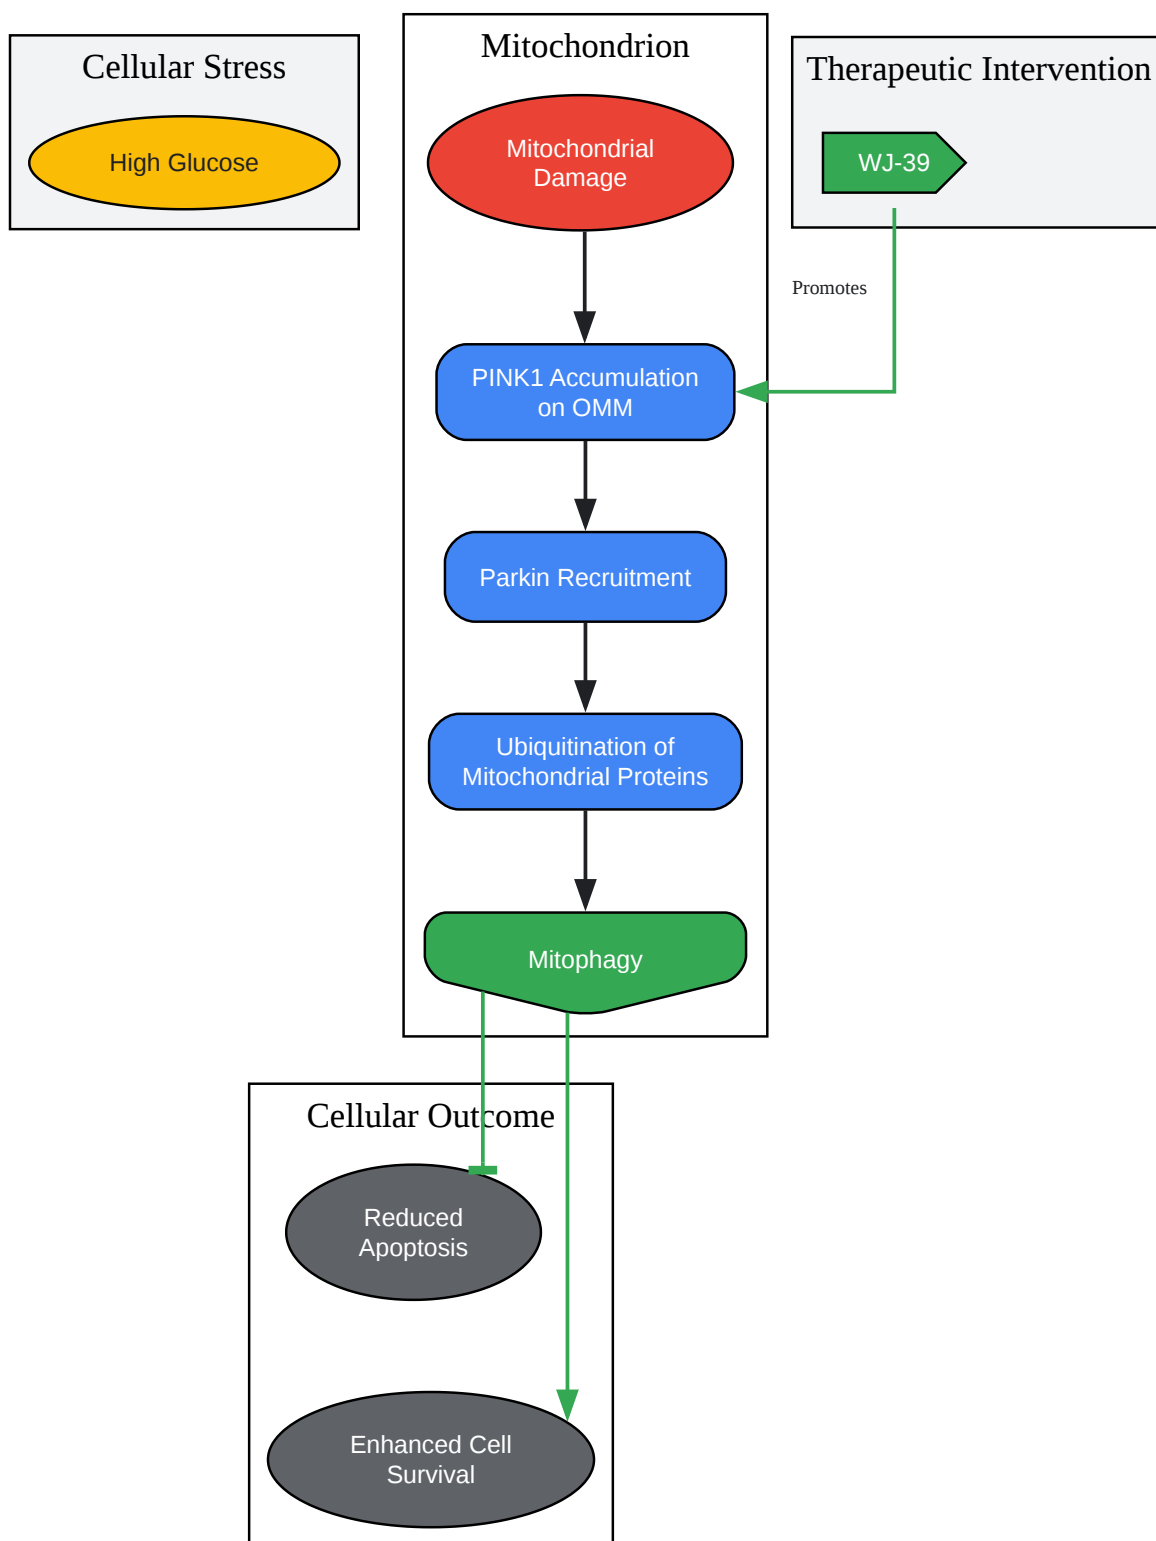 Cellular Stress
High Glucose
Mitochondrion
Mitochondrial
Damage
Therapeutic Intervention
WJ-39
Promotes
PINK1 Accumulation
on OMM
Parkin Recruitment
Ubiquitination of
Mitochondrial Proteins
Mitophagy
Cellular Outcome
Reduced
Apoptosis
Enhanced Cell
Survival